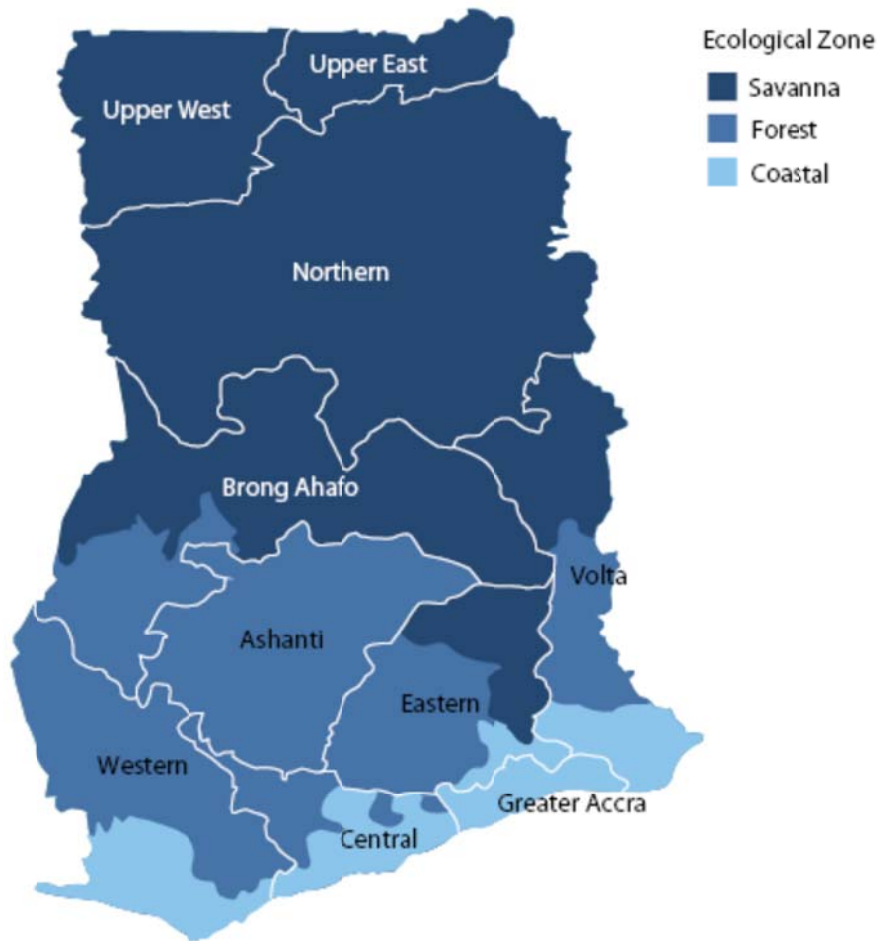 Ecological Zone
Savanna
Forest
Coastal
Upper East
Upper West
Northern
Brong Ahafo
Volta
Ashanti
Eastern
Western
Greater Accra
Central